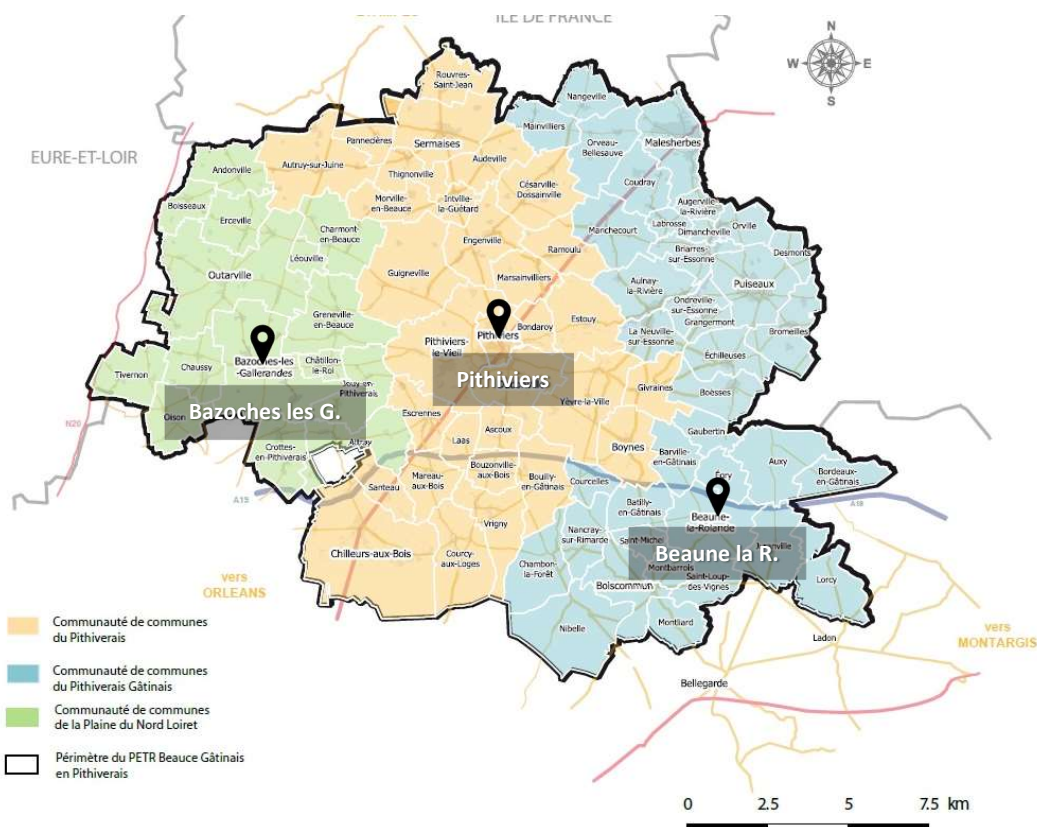 ILE DE FRANCE
N
W
E
S
EURE-ET-LOIR
Rouvres-
Saint-Jean
Nangeville
Mainvilliers
Pannecières
Sermaises
Orveau-
Bellesauve
Malesherbes
Autruy-sur-Juine
Audeville
Andonville
Thignonville
Césarville-
Dossainville
Coudray
Boisseaux
Morville-
en-Beauce
Intville-
la-Guétard
Augerville-
la-Rivière
Erceville
Charmont-
en-Beauce
Labrosse
Dimancheville
Orville
Manchecourt
Engenville
Ramoulu
Briarres-
sur-Essonne
Desmonts
Léouville
Outarville
Guigneville
Marsainvilliers
Aulnay-
la-Rivière
Puiseaux
Ondreville-
sur-Essonne
Grangermont
Greneville-
en-Beauce
Estouy
Bondaroy
Pithiviers
La Neuville-
sur-Essonne
Bromeilles
Pithiviers-
le-Vieil
Bazoches-les
-Gallerandes
Châtillon-
le-Roi
Échilleuses
Tivernon
Chaussy
Pithiviers
Jouy-en-
Pithiverais
Givraines
Boësses
Yèvre-la-Ville
Bazoches les G.
Oison
Escrennes
N20
Ascoux
Gaubertin
Laas
Boynes
Attray
Crottes-
en-Pithiverais
Barville-
en-Gâtinais
Auxy
Bouzonville-
aux-Bois
Bordeaux-
en-Gâtinais
Mareau-
aux-Bois
Bouilly-
en-Gâtinais
Courcelles
Égry
Santeau
A19
Batilly-
en-Gâtinais
A19
Beaune-
la-Rolande
Vrigny
Nancray-
sur-Rimarde
Saint-Michel
Chilleurs-aux-Bois
Courcy-
aux-Loges
Beaune la R.
Chambon-
la-Forêt
Montbarrois
Boiscommun
Saint-Loup-
des-Vignes
Lorcy
vers
ORLEANS
Nibelle
Montliard
Ladon
vers
MONTARGIS
Bellegarde
Communauté de communes
du Pithiverais
Communauté de communes
du Pithiverais Gâtinais
Communauté de communes
de la Plaine du Nord Loiret
Périmètre du PETR Beauce Gâtinais
en Pithiverais
0 2.5 5 7.5 km